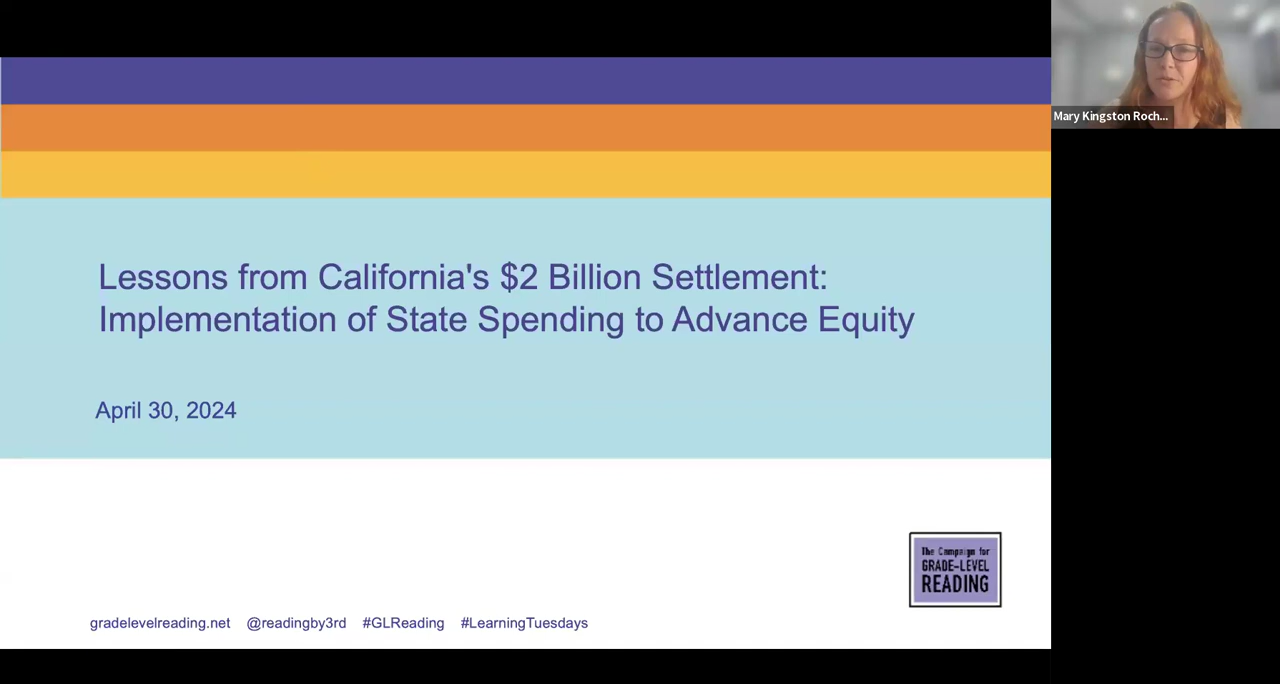 Mary Kingston Roch...
Lessons from California's $2 Billion Settlement:
Implementation of State Spending to Advance Equity
April 30, 2024
The Campaign for
GRADE-LEVEL
READING
gradelevelreading.net @readingby3rd #GLReading #LearningTuesdays